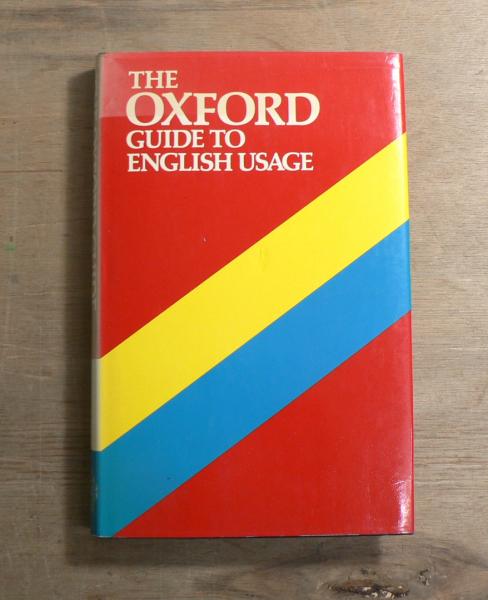 THE
OXFORD
GUIDE TO
ENGLISH USAGE